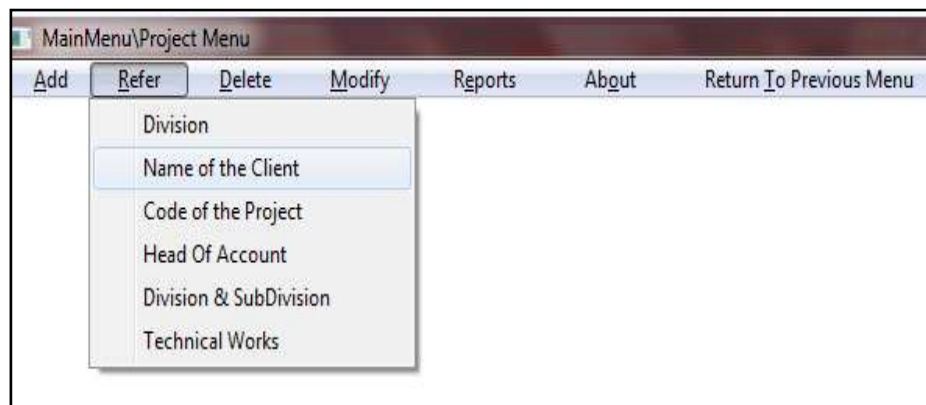 MainMenu\Project Menu
Add Refer Delete Modify Reports About Return To Previous Menu
Division
Name of the Client
Code of the Project
Head Of Account
Division & SubDivision
Technical Works